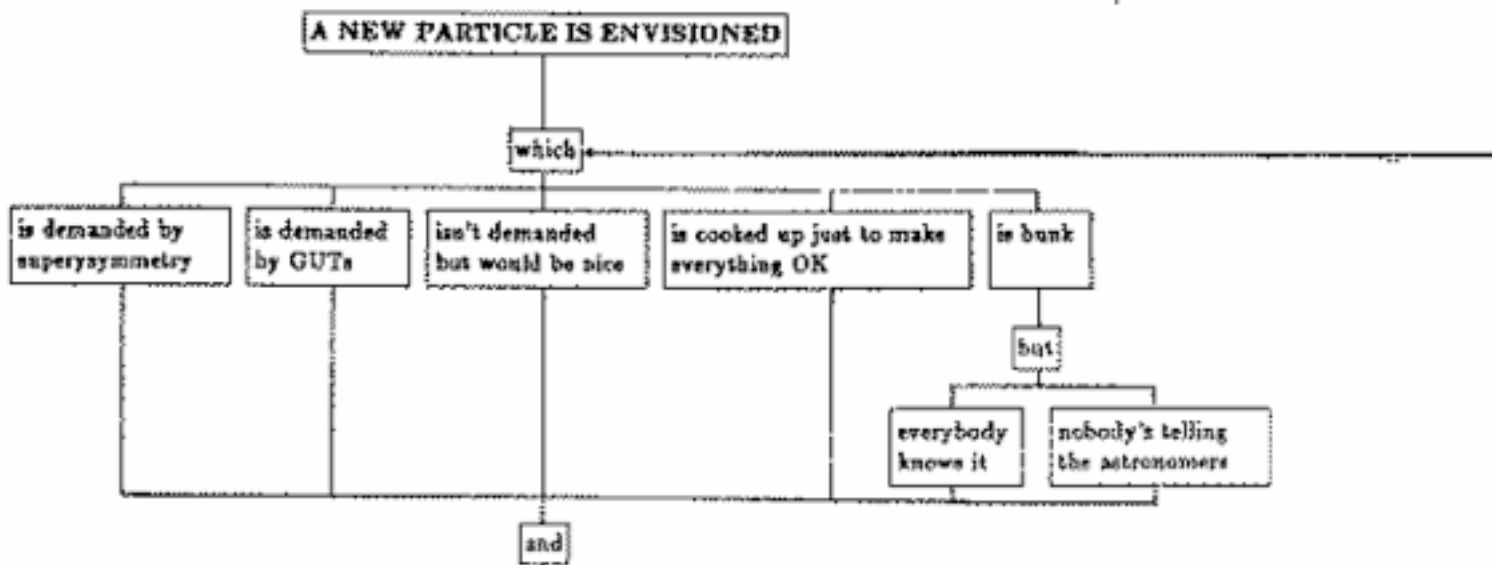 A NEW PARTICLE IS ENVISIONED
which
is demanded by
supersymmetry
is demanded
by GUTs
isn't demanded
but would be nice
is cooked up just to make
everything OK
is bunk
but
everybody
knows it
nobody's telling
the astronomers
and